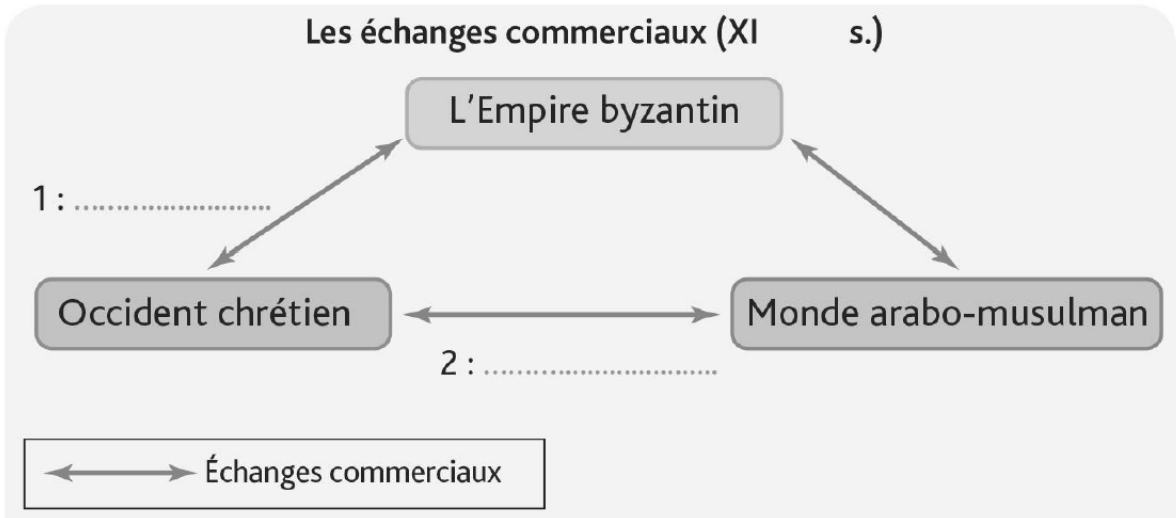 Les échanges commerciaux (XI s.)
L'Empire byzantin
1 : ................................
Occident chrétien
Monde arabo-musulman
2 : ......................................
Échanges commerciaux